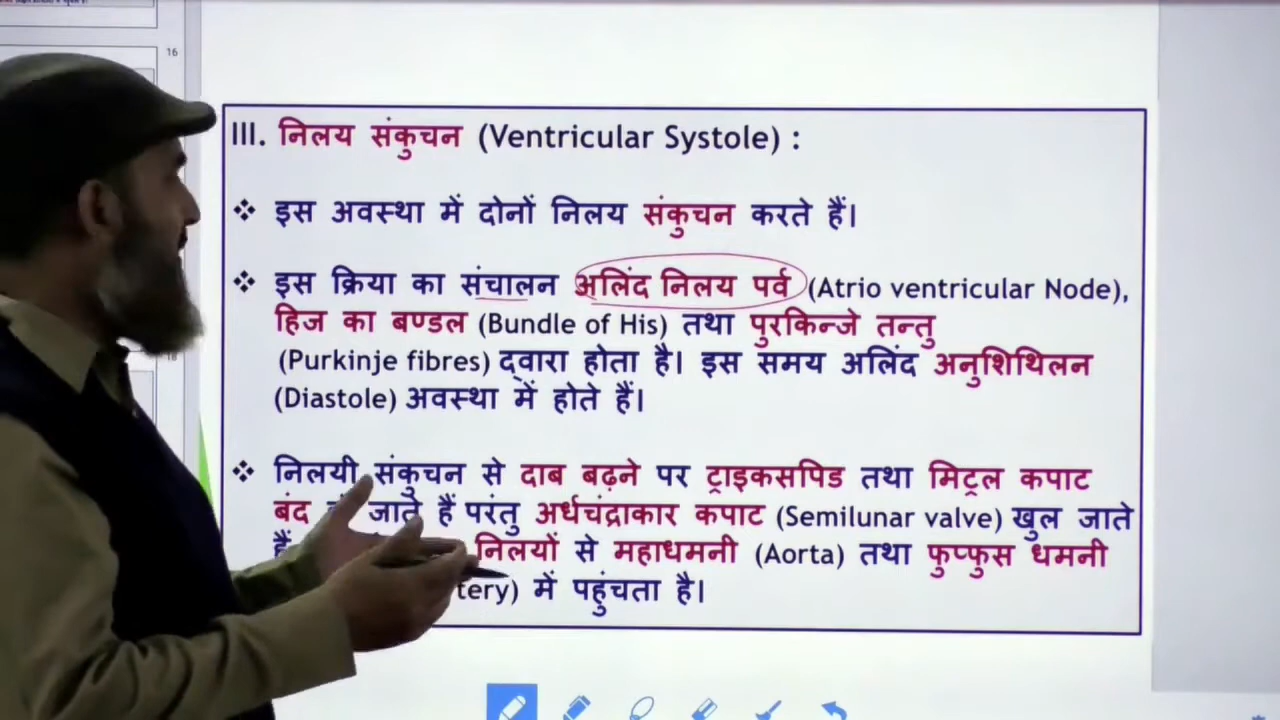 16
III. निलय संकुचन (Ventricular Systole) :
❖ इस अवस्था में दोनों निलय संकुचन करते हैं।
❖ इस क्रिया का संचालन अलिंद निलय पर्व (Atrio ventricular Node),
हिज का बण्डल (Bundle of His) तथा पुरकिन्जे तन्तु
(Purkinje fibres) द्वारा होता है। इस समय अलिंद अनुशिथिलन
(Diastole) अवस्था में होते हैं।
❖ निलयी संकुचन से दाब बढ़ने पर ट्राइकसपिड तथा मिट्रल कपाट
बंद जाते हैं परंतु अर्धचंद्राकार कपाट (Semilunar valve) खुल जाते
निलयों से महाधमनी (Aorta) तथा फुप्फुस धमनी
में पहुंचता है।